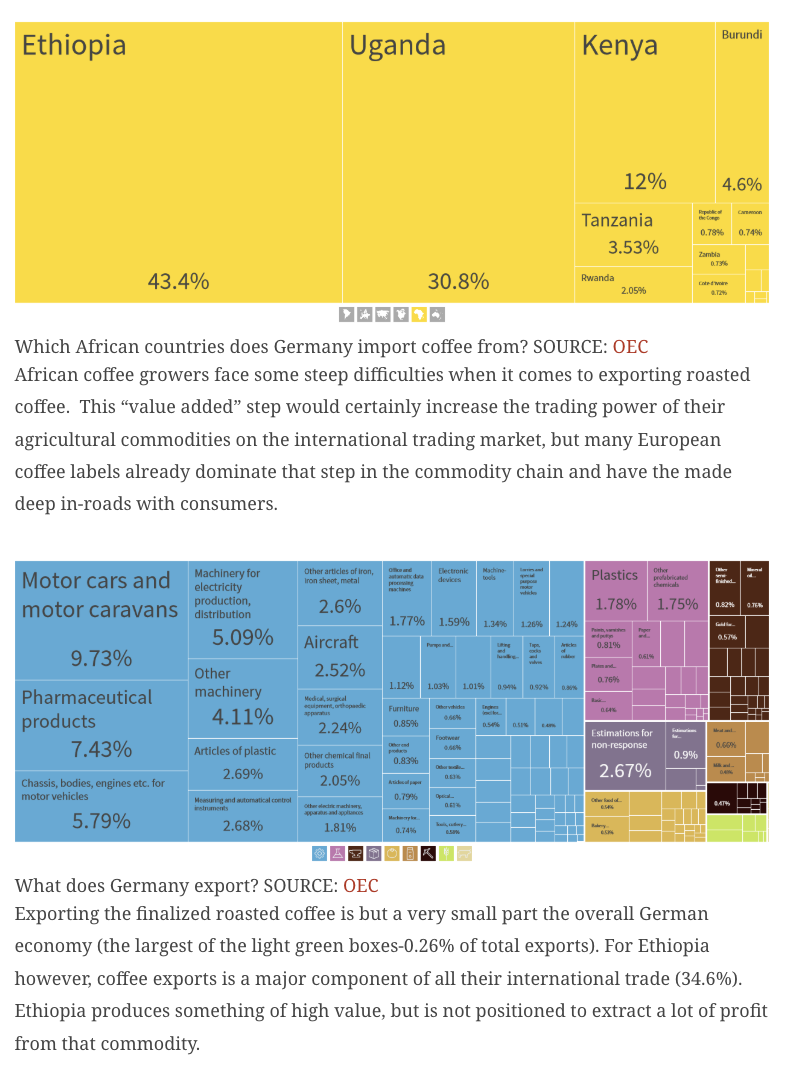 Ethiopia
Uganda
Kenya
Burundi
43.4%
30.8%
12%
4.6%
Tanzania
3.53%
Rwanda
2.05%
Republic of
the Congo
0.78%
Cameroon
0.74%
Zambia
0.73%
Cote d'Ivoire
0.72%
Which African countries does Germany import coffee from? SOURCE: OEC
African coffee growers face some steep difficulties when it comes to exporting roasted
coffee.  This “value added” step would certainly increase the trading power of their
agricultural commodities on the international trading market, but many European
coffee labels already dominate that step in the commodity chain and have the made
deep in-roads with consumers.
Motor cars and
motor caravans
9.73%
Pharmaceutical
products
7.43%
Chassis, bodies, engines etc. for
motor vehicles
5.79%
Machinery for
electricity
production,
distribution
5.09%
Other
machinery
4.11%
Articles of plastic
2.69%
Measuring and automatical control
instruments
2.68%
Other articles of iron,
iron sheet, metal
2.6%
Aircraft
2.52%
Medical, surgical
equipment, orthopaedic
apparatus
2.24%
Other chemical final
products
2.05%
Other electric machinery,
apparatus and appliances
1.81%
Office and
automatic data
processing
machines
1.77%
Electronic
devices
1.59%
Machine-
tools
1.34%
1.26%
1.24%
1.12%
Pumps and...
1.03%
1.01%
Lifting
and
handling...
0.94%
Taps,
cocks
and
valves
0.92%
Articles
of
rubber
0.90%
Furniture
0.85%
0.83%
Articles of paper
0.79%
Machinery for...
0.74%
Other vehicles
0.66%
Footwear
0.66%
Other textile...
0.63%
Optical...
0.61%
Tools, cutlery...
0.58%
Engines
0.54%
0.51%
Plastics
1.78%
Other
prefabricated
chemicals
1.75%
Paints, varnishes
and putty
0.81%
Paper
and...
0.61%
Plates and...
0.76%
0.64%
Other
semi-
finished...
0.82%
Mineral
oil...
0.76%
Gold for...
0.57%
Estimations for
non-response
2.67%
Estimations
for...
0.9%
Meat and...
0.66%
Milk and...
0.49%
Other food of...
0.54%
Bakery...
0.53%
0.47%
What does Germany export? SOURCE: OEC
Exporting the finalized roasted coffee is but a very small part the overall German
economy (the largest of the light green boxes-0.26% of total exports). For Ethiopia
however, coffee exports is a major component of all their international trade (34.6%).
Ethiopia produces something of high value, but is not positioned to extract a lot of profit
from that commodity.